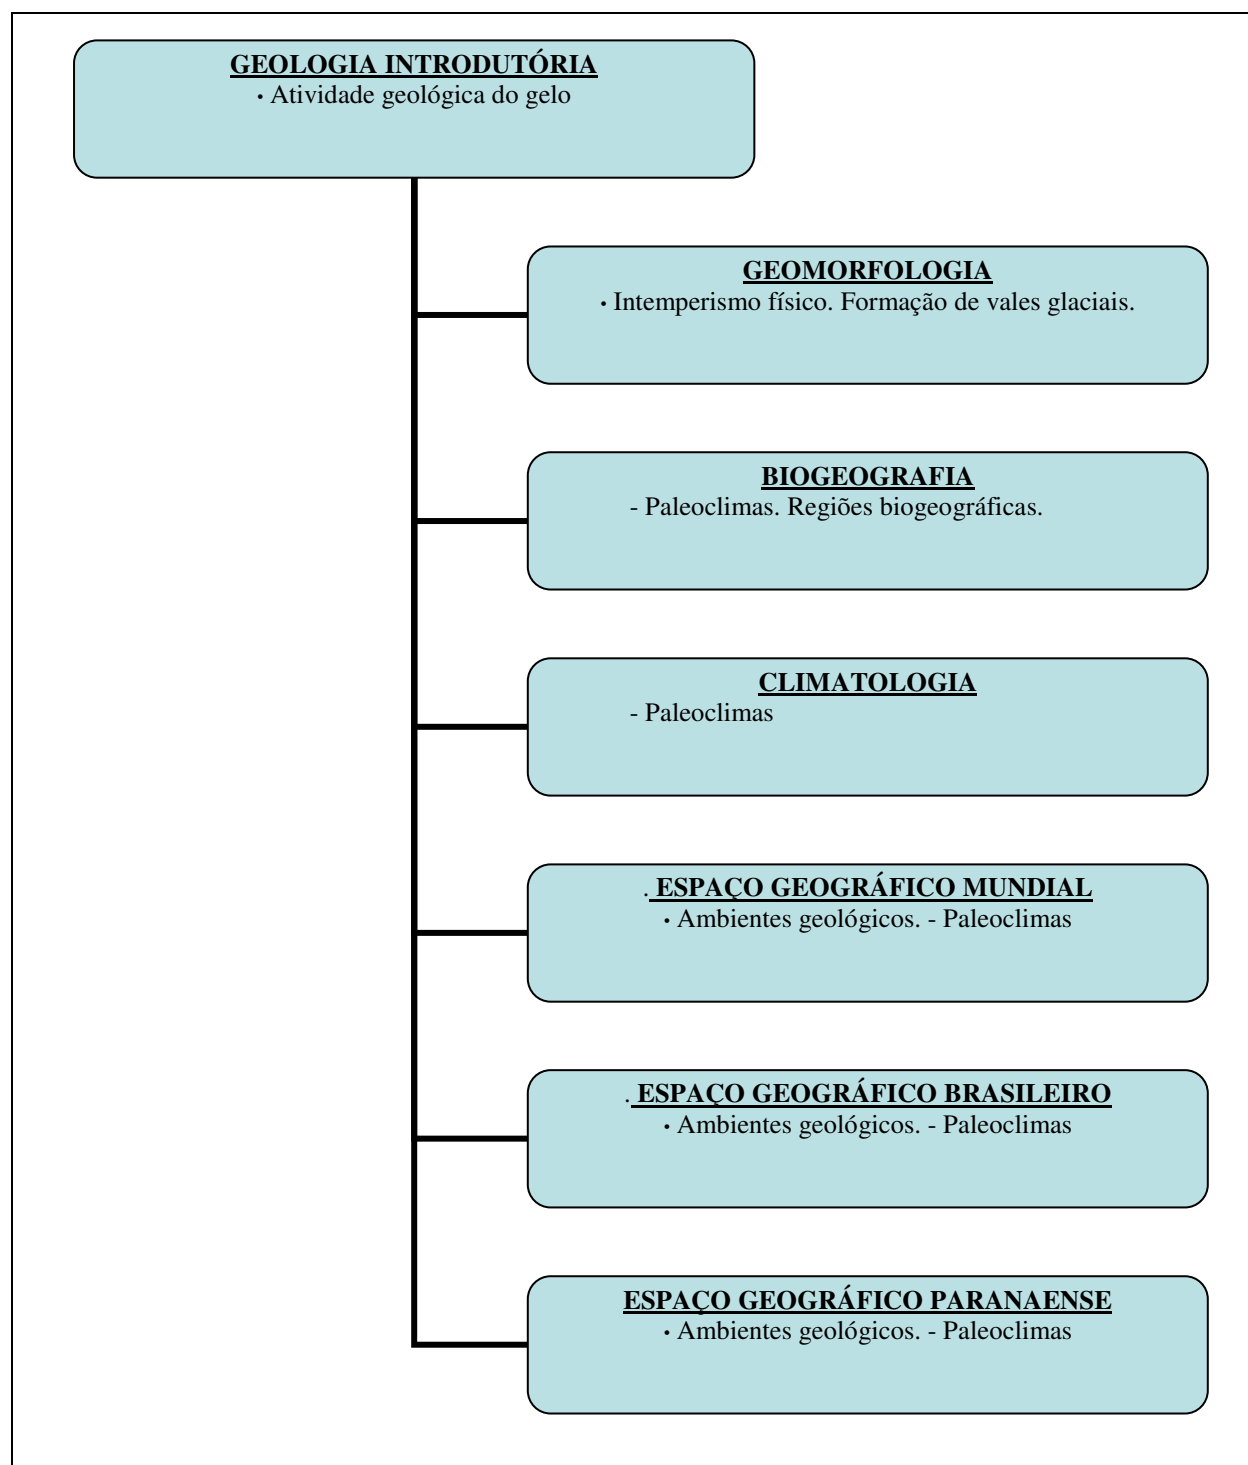 GEOLOGIA INTRODUTÓRIA
• Atividade geológica do gelo
GEOMORFOLOGIA
• Intemperismo físico. Formação de vales glaciais.
BIOGEOGRAFIA
- Paleoclimas. Regiões biogeográficas.
CLIMATOLOGIA
- Paleoclimas
. ESPAÇO GEOGRÁFICO MUNDIAL
• Ambientes geológicos. - Paleoclimas
. ESPAÇO GEOGRÁFICO BRASILEIRO
• Ambientes geológicos. - Paleoclimas
ESPAÇO GEOGRÁFICO PARANAENSE
• Ambientes geológicos. - Paleoclimas